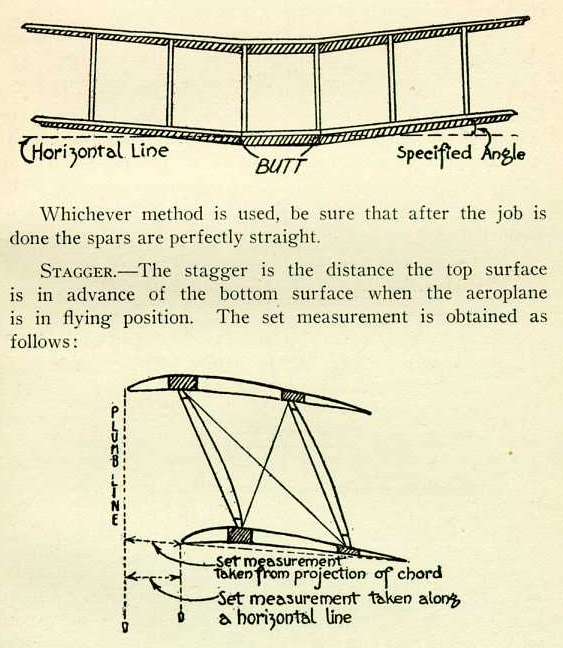 Horizontal Line
BUTT
Specified Angle
Whichever method is used, be sure that after the job is
done the spars are perfectly straight.
STAGGER.—The stagger is the distance the top surface
is in advance of the bottom surface when the aeroplane
is in flying position. The set measurement is obtained as
follows:
PLUMB LINE
Set measurement
Taken from projection of chord
Set measurement taken along
a horizontal line